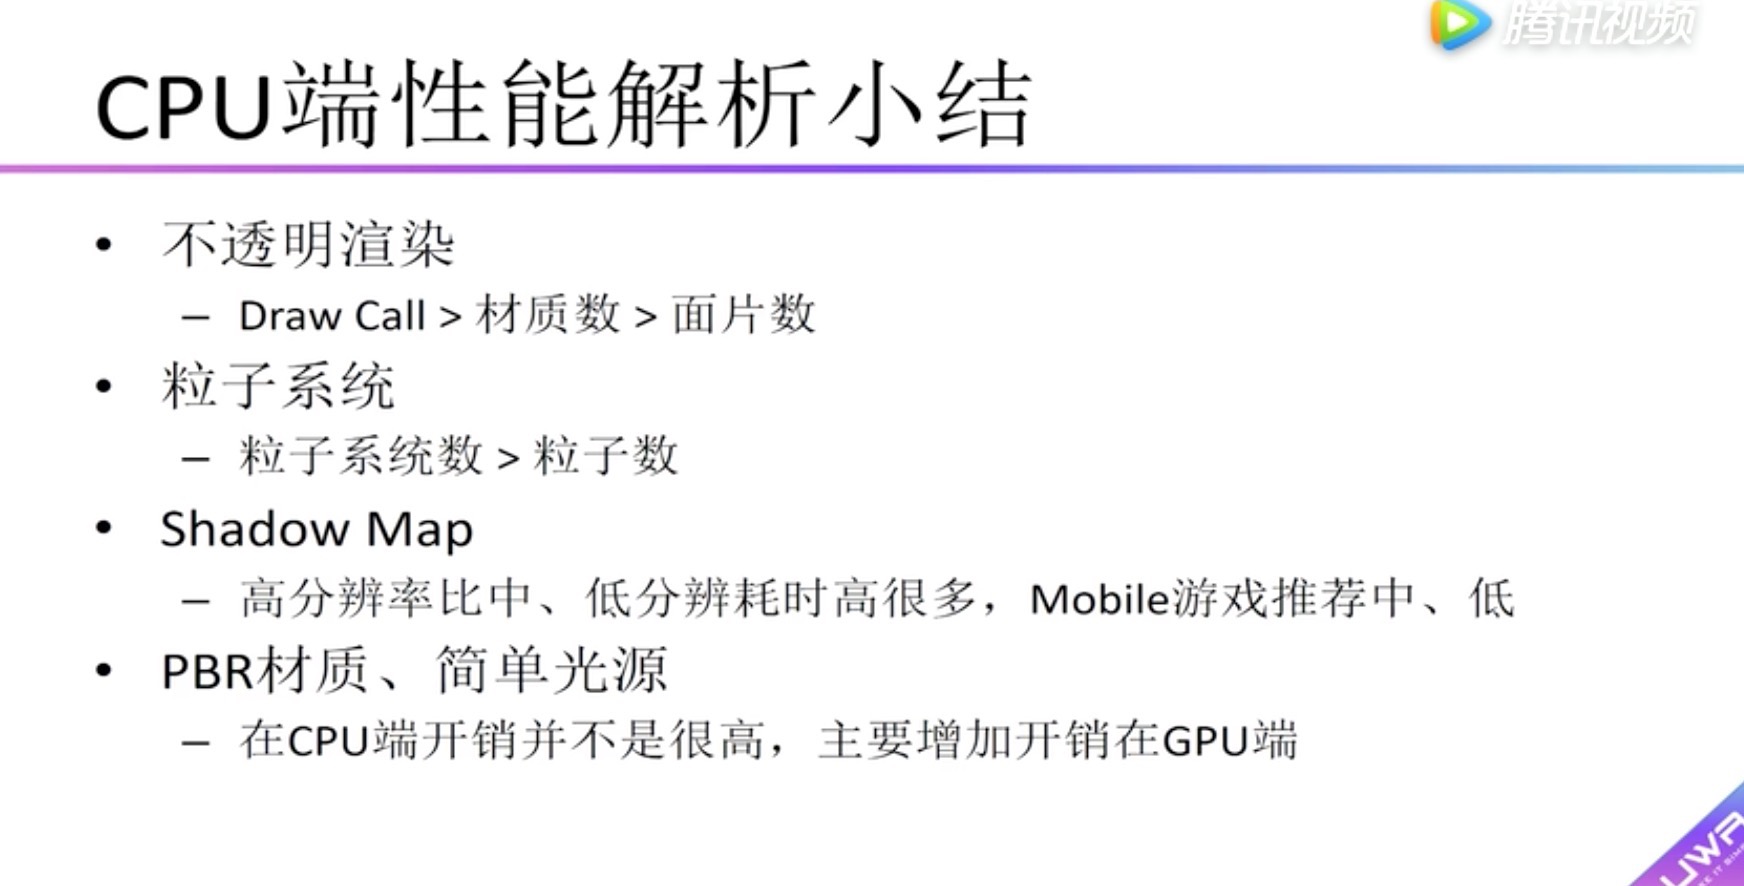 腾讯视频
CPU端性能解析小结
• 不透明渲染
– Draw Call > 材质数 > 面片数
• 粒子系统
– 粒子系统数 > 粒子数
• Shadow Map
– 高分辨率比中、低分辨耗时高很多，Mobile游戏推荐中、低
• PBR材质、简单光源
– 在CPU端开销并不是很高，主要增加开销在GPU端
UWA